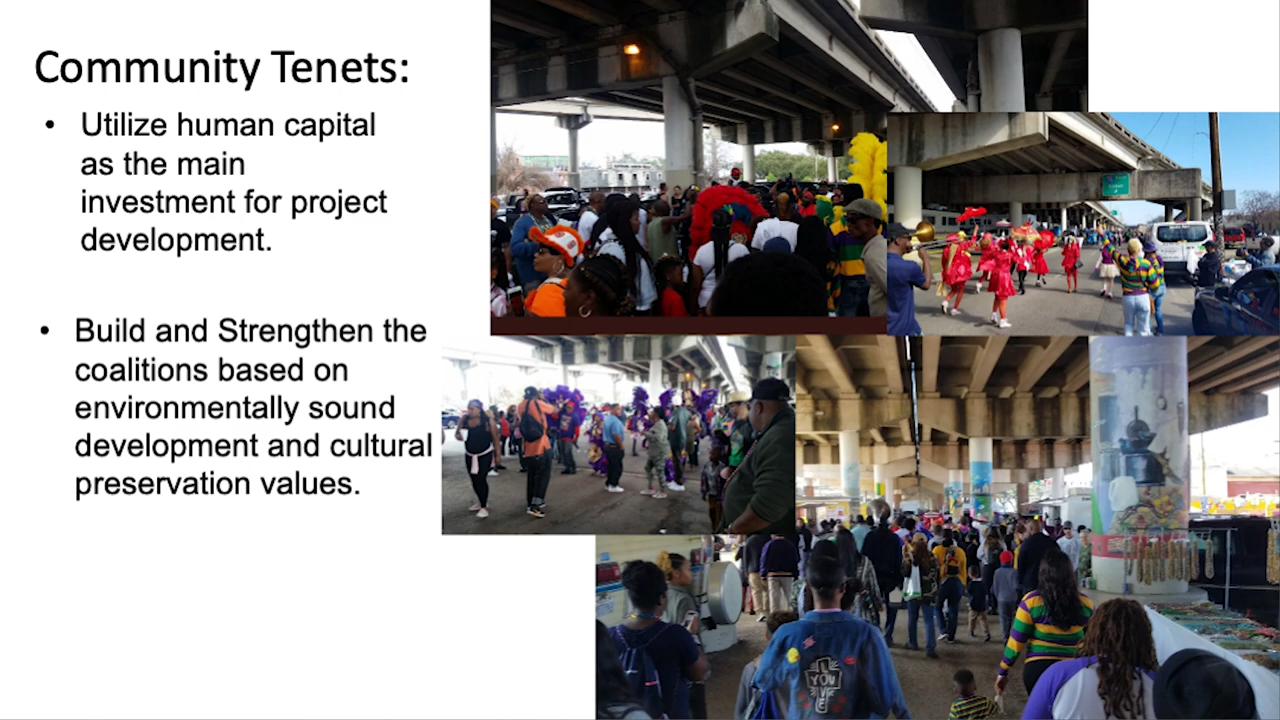 Community Tenets:
• Utilize human capital
as the main
investment for project
development.
• Build and Strengthen the
coalitions based on
environmentally sound
development and cultural
preservation values.